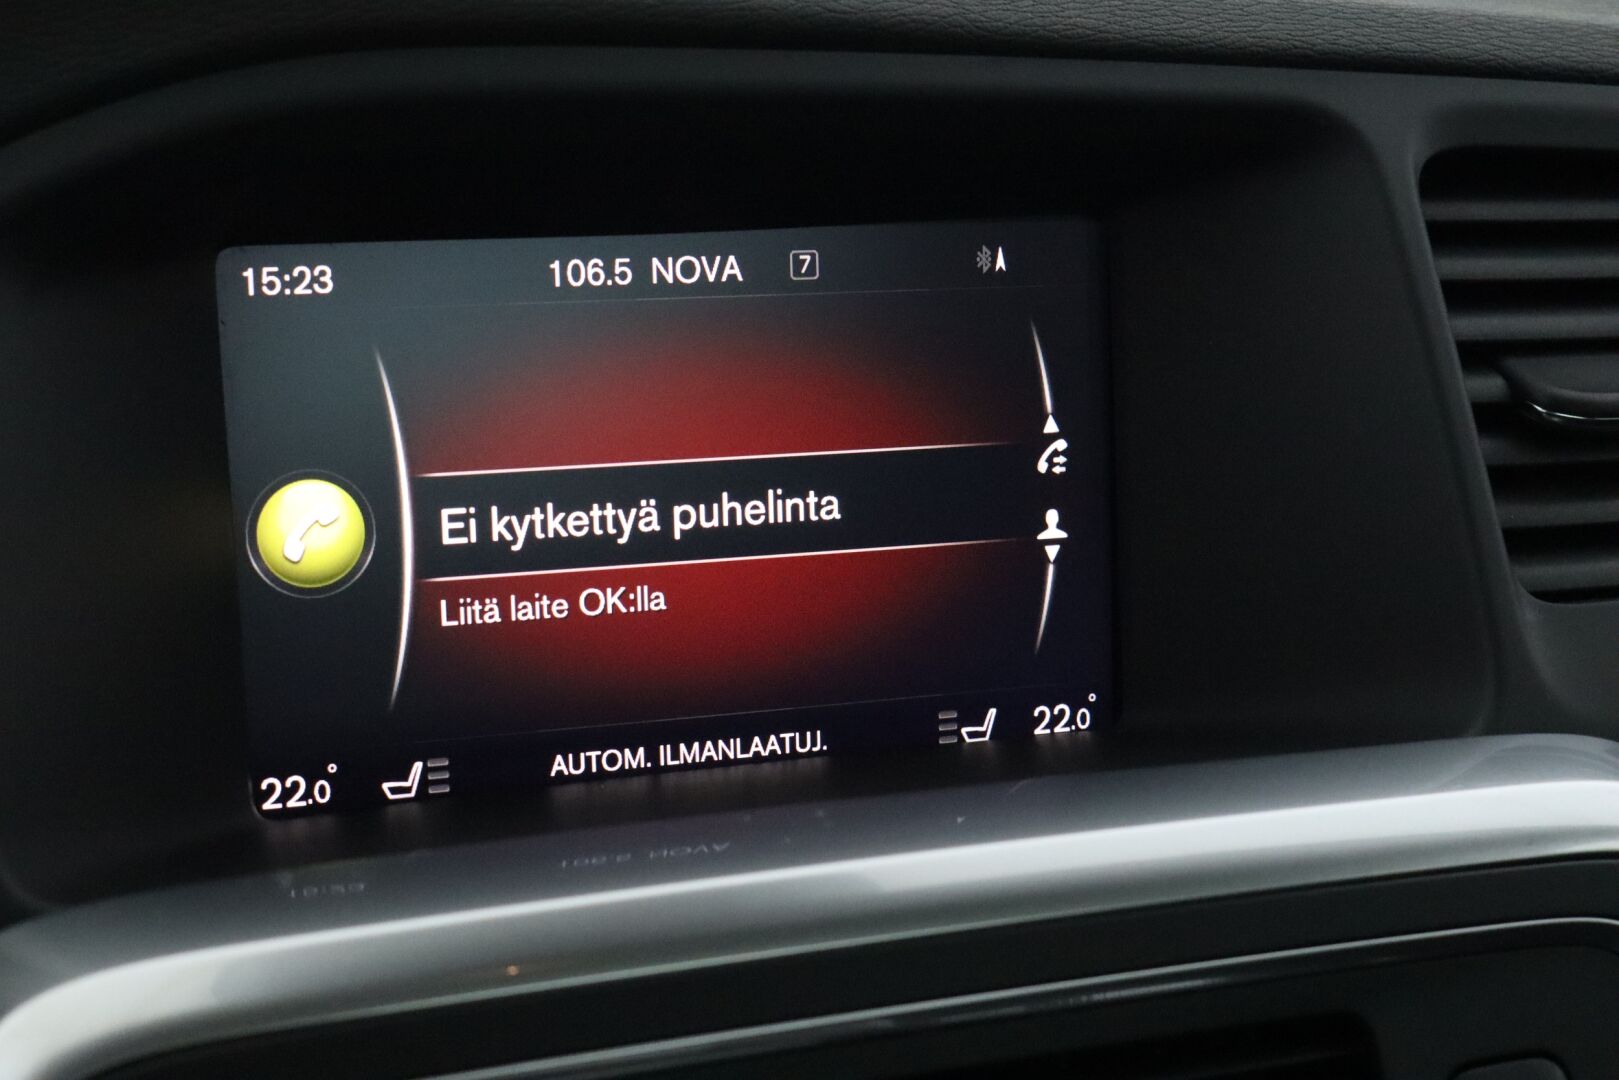 15:23 106.5 NOVA 7
Ei kytkettyä puhelinta
Liitä laite OK:lla
22.0° AUTOM. ILMANLAATUJ. 22.0°